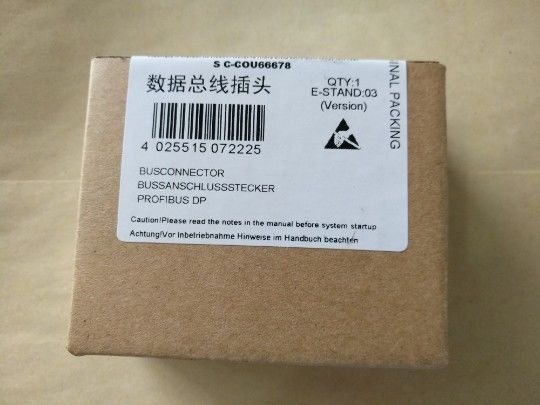 S C-COU66678
数据总线插头
QTY:1
E-STAND:03
(Version)
4 025515 072225
BUSCONNECTOR
BUSSANSCHLUSSSTECKER
PROFIBUS DP
Caution!Please read the notes in the manual before system startup
Achtung!Vor Inbetriebnahme Hinweise im Handbuch beachten
PACKING